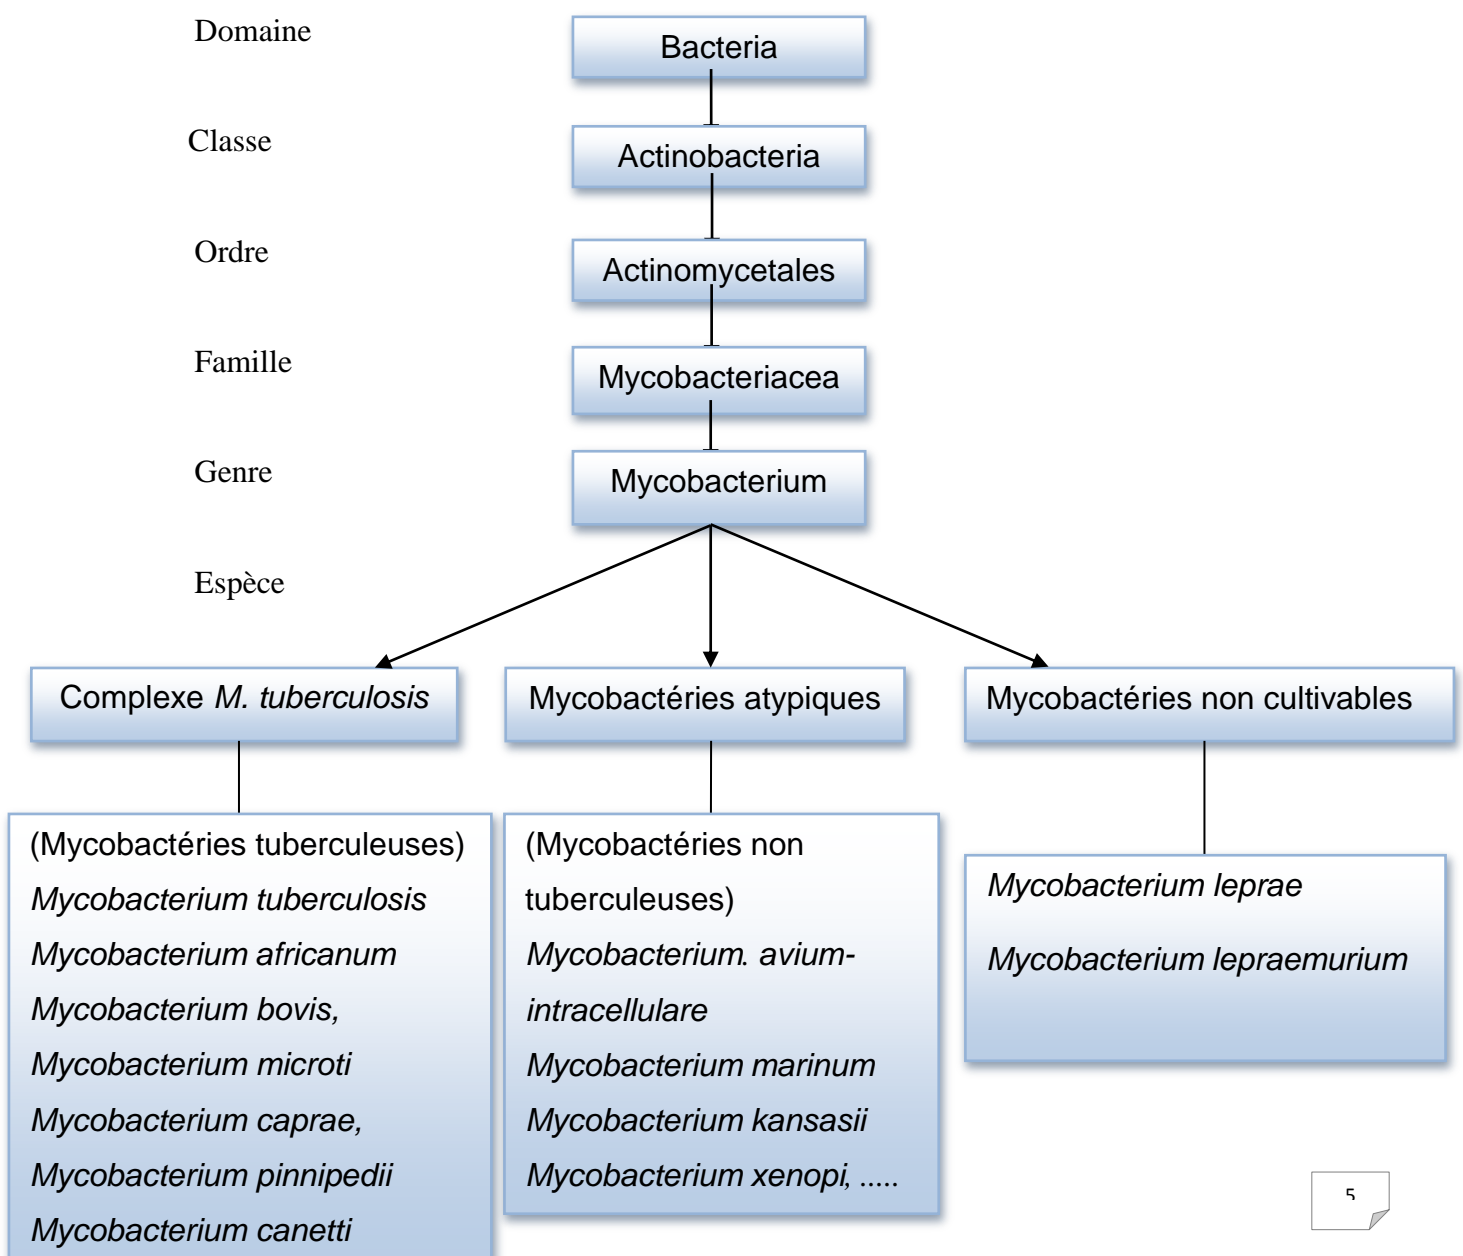 Domaine
Bacteria
Classe
Actinobacteria
Ordre
Actinomycetales
Famille
Mycobacteriacea
Genre
Mycobacterium
Espèce
Complexe M. tuberculosis
Mycobactéries atypiques
Mycobactéries non cultivables
(Mycobactéries tuberculeuses)
Mycobacterium tuberculosis
Mycobacterium africanum
Mycobacterium bovis,
Mycobacterium microti
Mycobacterium caprae,
Mycobacterium pinnipedii
Mycobacterium canetti
(Mycobactéries non
tuberculeuses)
Mycobacterium. avium-
intracellulare
Mycobacterium marinum
Mycobacterium kansasii
Mycobacterium xenopi, .....
Mycobacterium leprae
Mycobacterium lepraemurium
5